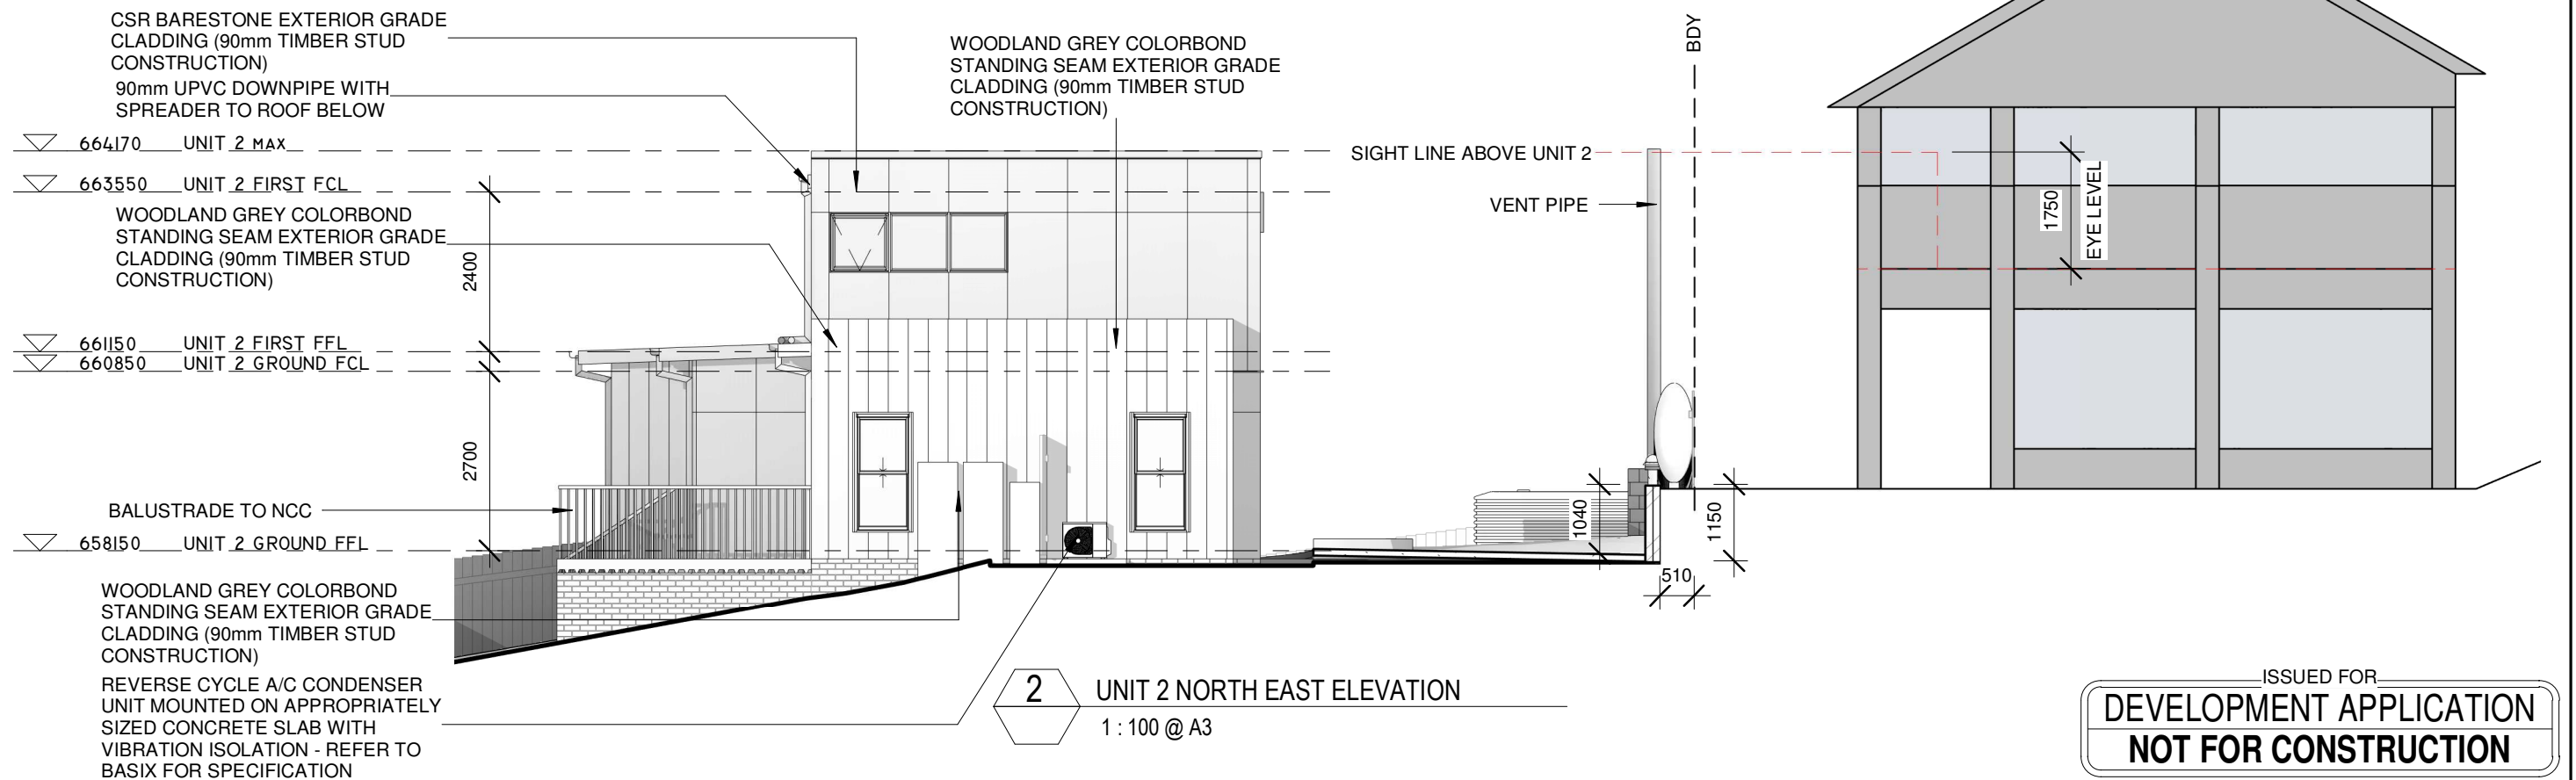 CSR BARESTONE EXTERIOR GRADE
CLADDING (90mm TIMBER STUD
CONSTRUCTION)
90mm UPVC DOWNPIPE WITH
SPREADER TO ROOF BELOW
664170 UNIT 2 MAX
663550 UNIT 2 FIRST FCL
WOODLAND GREY COLORBOND
STANDING SEAM EXTERIOR GRADE
CLADDING (90mm TIMBER STUD
CONSTRUCTION)
2400
661150 UNIT 2 FIRST FFL
660850 UNIT 2 GROUND FCL
2700
BALUSTRADE TO NCC
658150 UNIT 2 GROUND FFL
WOODLAND GREY COLORBOND
STANDING SEAM EXTERIOR GRADE
CLADDING (90mm TIMBER STUD
CONSTRUCTION)
REVERSE CYCLE A/C CONDENSER
UNIT MOUNTED ON APPROPRIATELY
SIZED CONCRETE SLAB WITH
VIBRATION ISOLATION - REFER TO
BASIX FOR SPECIFICATION
WOODLAND GREY COLORBOND
STANDING SEAM EXTERIOR GRADE
CLADDING (90mm TIMBER STUD
CONSTRUCTION)
BDY
SIGHT LINE ABOVE UNIT 2
VENT PIPE
1750
EYE LEVEL
1040
1150
510
2 UNIT 2 NORTH EAST ELEVATION
1 : 100 @ A3
ISSUED FOR
DEVELOPMENT APPLICATION
NOT FOR CONSTRUCTION